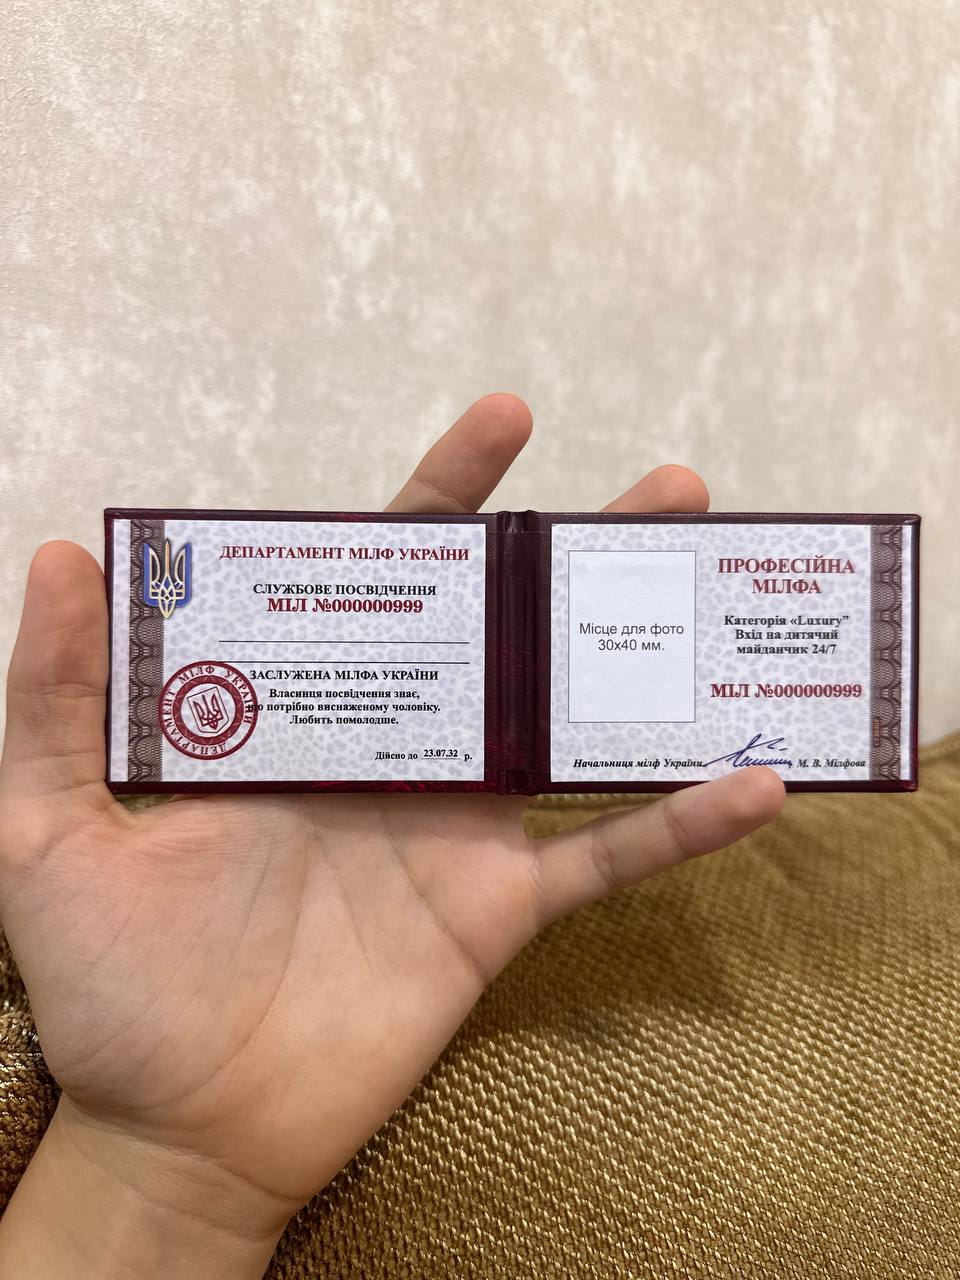 ДЕПАРТАМЕНТ МІЛФ УКРАЇНИ
СЛУЖБОВЕ ПОСВІДЧЕННЯ
МІЛ №000000999
ЗАСЛУЖЕНА МІЛФА УКРАЇНИ
Власниця посвідчення знає,
що потрібно виснаженому чоловіку.
Любить помолодше.
Дійсно до 23.07.32 р.
ДЕПАРТАМЕНТ МІЛФ УКРАЇНИ
Місце для фото
30х40 мм.
ПРОФЕСІЙНА
МІЛФА
Категорія «Luxury”
Вхід на дитячий
майданчик 24/7
МІЛ №000000999
Начальниця мілф України М. В. Мілфова